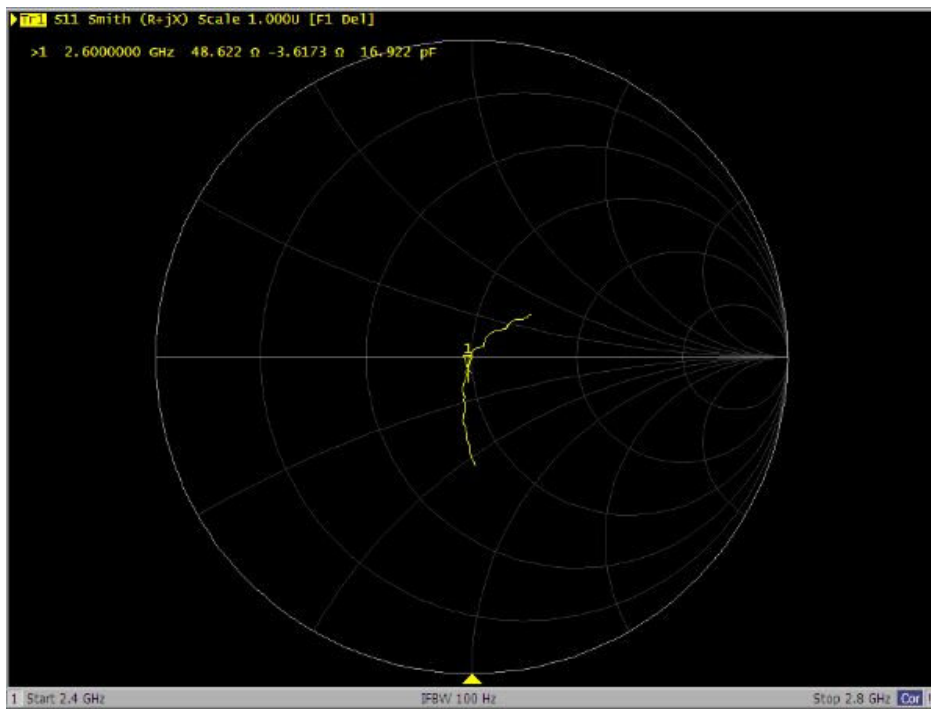 Tr1 S11 Smith (R+jX) Scale 1.000U [F1 Del]
>1 2.6000000 GHz 48.622 Ω -3.6173 Ω 16.922 pF
1
1 Start 2.4 GHz IFBW 100 Hz Stop 2.8 GHz Cor